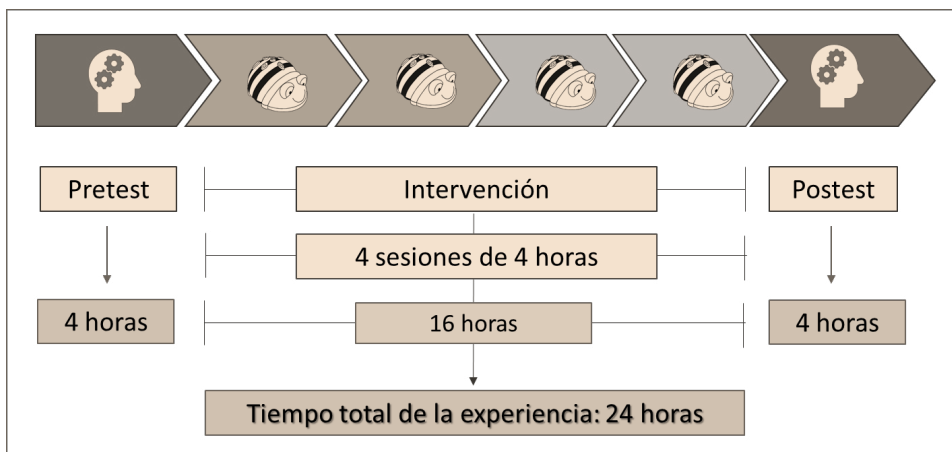 Pretest
Intervención
Postest
4 sesiones de 4 horas
4 horas
16 horas
4 horas
Tiempo total de la experiencia: 24 horas